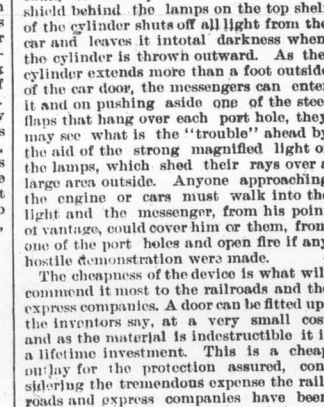 shield behind the lamps on the top shel
of the cylinder shuts off all light from the
car and leaves it intotal darkness when
the cylinder is thrown outward. As the
cylinder extends more than a foot outside
of the car door, the messengers can enter
it and on pushing aside one of the stee
flaps that hang over each port hole, they
may see what is the "trouble" ahead by
the aid of the strong magnified light o
the lamps, which shed their rays over a
large area outside. Anyone approaching
the engine or cars must walk into the
light and the messenger, from his point
of vantage, could cover him or them, from
one of the port holes and open fire if any
hostile demonstration were made.
The cheapness of the device is what will
commend it most to the railroads and the
express companies. A door can be fitted up,
the inventors say, at a very small cos
and as the material is indestructible it i
a lifetime investment. This is a cheap
outlay for the protection assured, con
sidering the tremendous expense the rail
roads and express companies have been